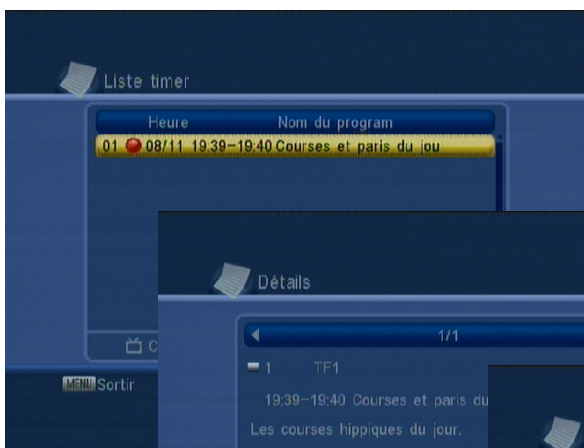 Liste timer
Heure Nom du program
01 08/11 19:39-19:40 Courses et paris du jou
Détails
1/1
C
1 TF1
MENU Sortir
19:39-19:40 Courses et paris du
Les courses hippiques du jour.